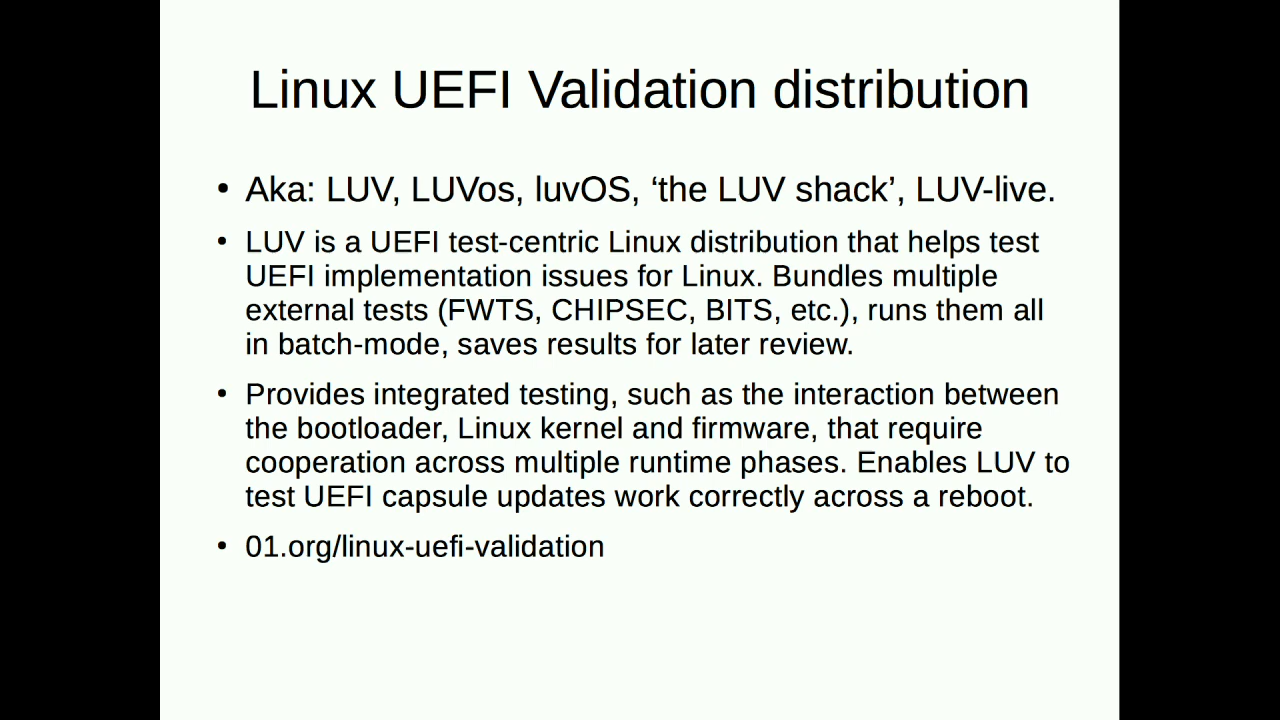 Linux UEFI Validation distribution
• Aka: LUV, LUVos, luvOS, ‘the LUV shack’, LUV-live.
• LUV is a UEFI test-centric Linux distribution that helps test
UEFI implementation issues for Linux. Bundles multiple
external tests (FWTS, CHIPSEC, BITS, etc.), runs them all
in batch-mode, saves results for later review.
• Provides integrated testing, such as the interaction between
the bootloader, Linux kernel and firmware, that require
cooperation across multiple runtime phases. Enables LUV to
test UEFI capsule updates work correctly across a reboot.
• 01.org/linux-uefi-validation